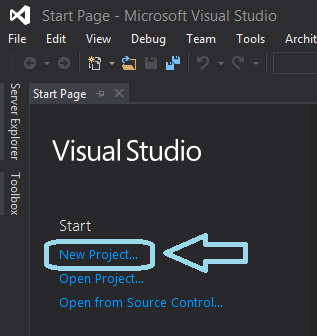 Start Page - Microsoft Visual Studio
File View Debug Team Tools Archit
Server Explorer
Toolbox
Start Page
Visual Studio
Start
New Project...
Open Project...
Open from Source Control...